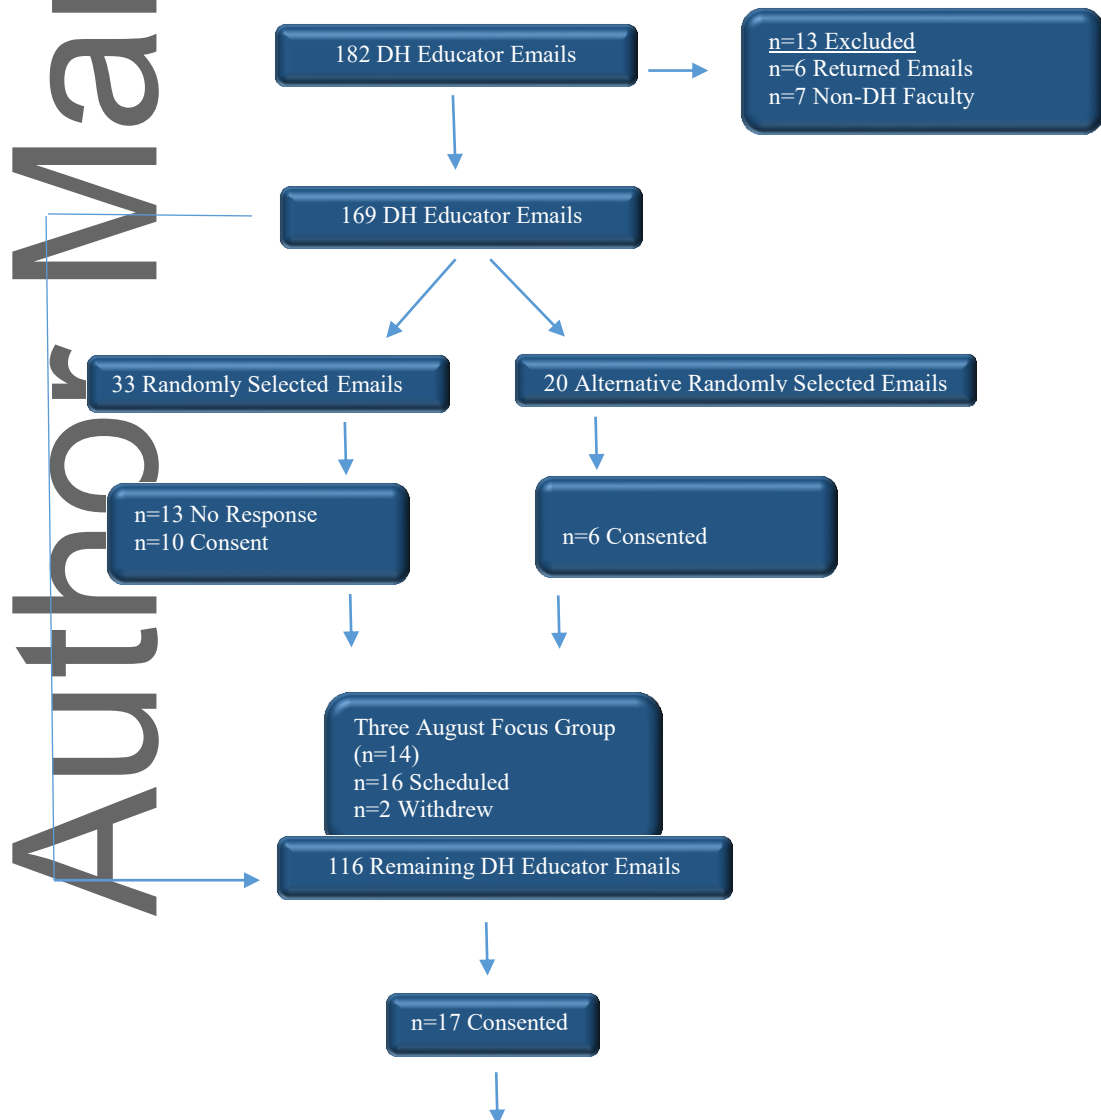 182 DH Educator Emails
n=13 Excluded
n=6 Returned Emails
n=7 Non-DH Faculty
169 DH Educator Emails
33 Randomly Selected Emails
20 Alternative Randomly Selected Emails
n=13 No Response
n=10 Consent
n=6 Consented
Three August Focus Group
(n=14)
n=16 Scheduled
n=2 Withdrew
116 Remaining DH Educator Emails
n=17 Consented
Author Ma